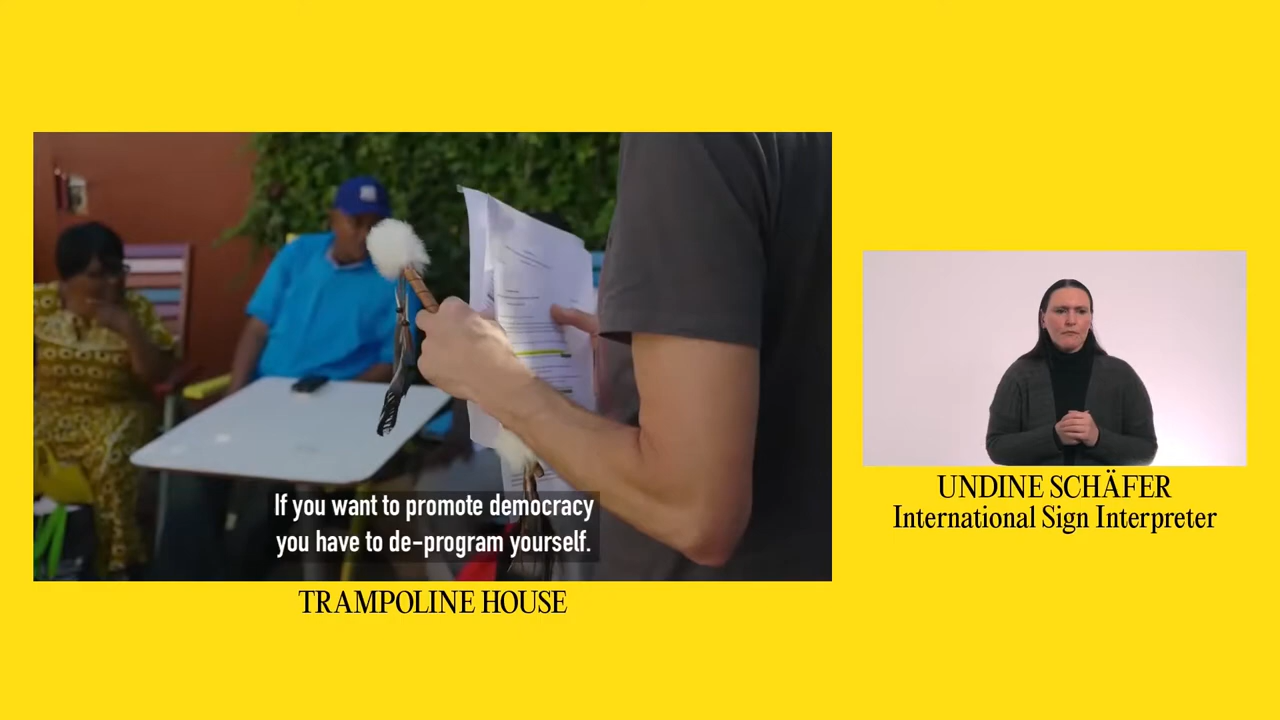 If you want to promote democracy
you have to de-program yourself.
TRAMPOLINE HOUSE
UNDINE SCHÄFER
International Sign Interpreter